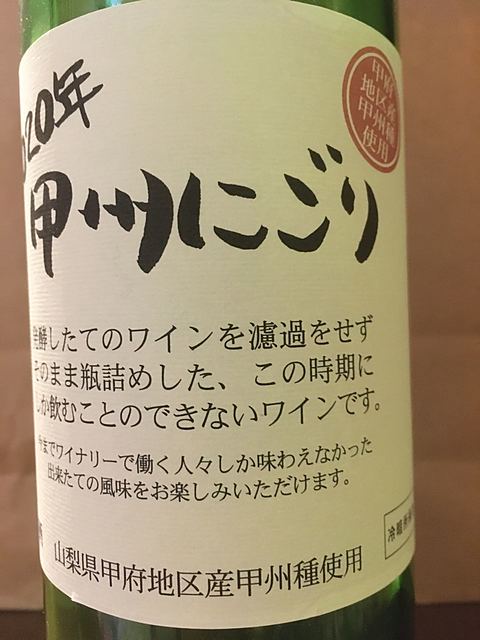 2020年
甲府産
地区種
甲州種
使用
甲州にごり
発酵したてのワインを濾過をせず
そのまま瓶詰めした、この時期に
しか飲むことのできないワインです。
今までワイナリーで働く人々しか味わえなかった
出来たての風味をお楽しみいただけます。
山梨県甲府地区産甲州種使用